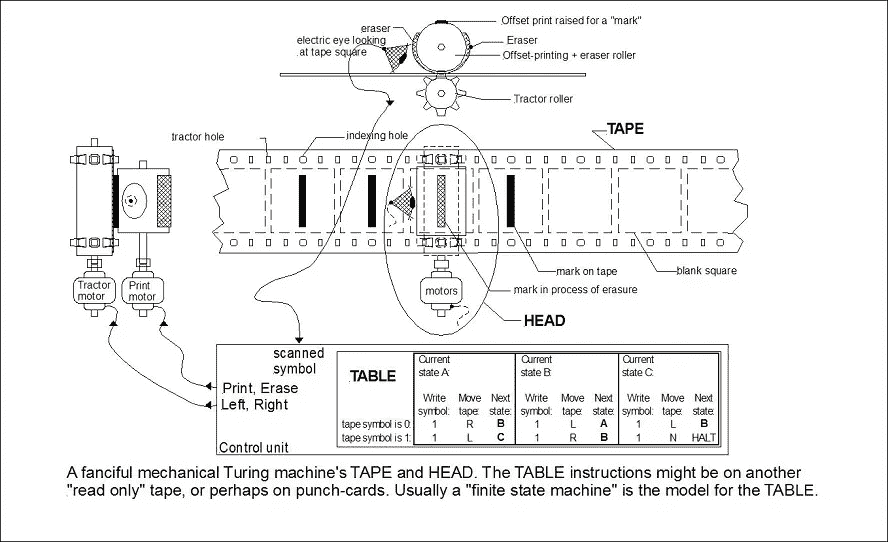 Offset print raised for a "mark"
eraser
electric eye looking
at tape square
Eraser
Offset-printing + eraser roller
Tractor roller
tractor hole
indexing hole
TAPE
mark on tape
blank square
mark in process of erasure
HEAD
Tractor
motor
Print
motor
motors
scanned
symbol
Print, Erase
Left, Right
Control unit
TABLE
Current state A: Current state B: Current state C:
Write symbol: Move tape: Next state: Write symbol: Move tape: Next state: Write symbol: Move tape: Next state:
tape symbol is 0: 1 R B 1 L A 1 L B
tape symbol is 1: 1 L C 1 R B 1 N HALT
A fanciful mechanical Turing machine's TAPE and HEAD. The TABLE instructions might be on another
"read only" tape, or perhaps on punch-cards. Usually a "finite state machine" is the model for the TABLE.